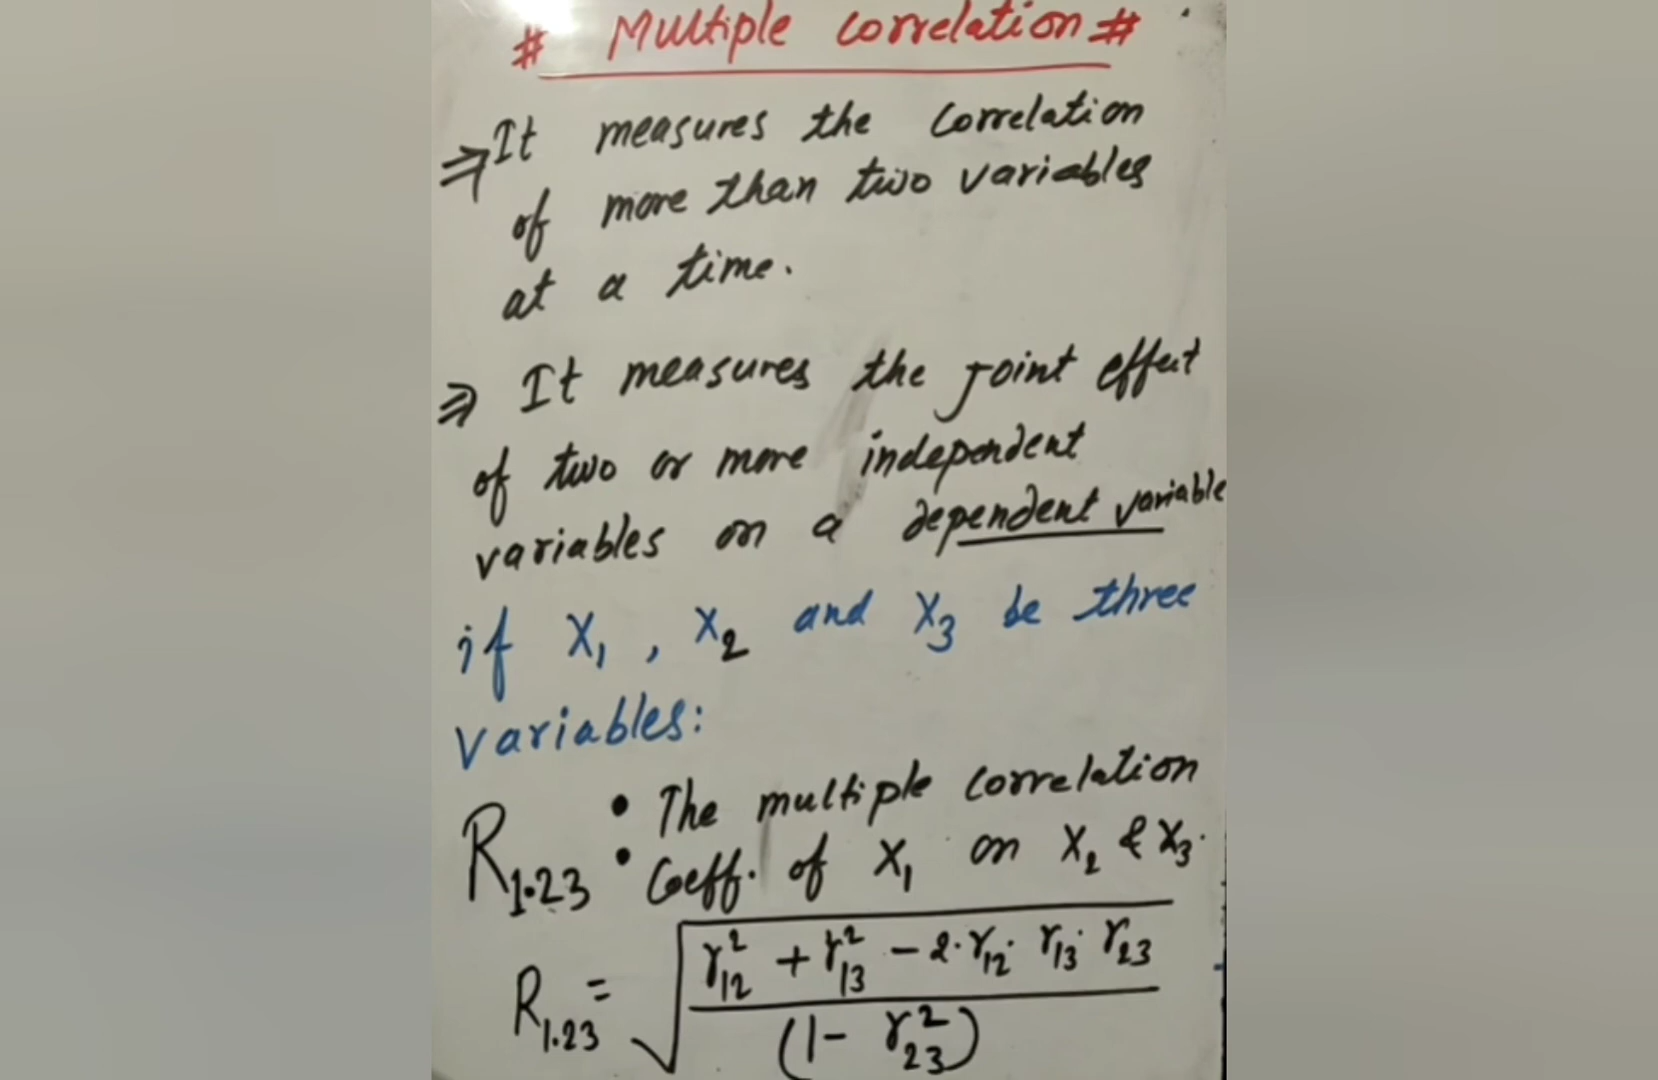 # Multiple correlation #
⇒ It measures the correlation
of more than two variables
at a time.
⇒ It measures the joint effect
of two or more independent
variables on a dependent variable
if X₁, X₂ and X₃ be three
variables:
R₁.₂₃ : The multiple correlation
Coeff. of X₁ on X₂ & X₃.
R₁.₂₃ = √((r₁₂² + r₁₃² - 2·r₁₂·r₁₃·r₂₃) / (1 - r₂₃²))